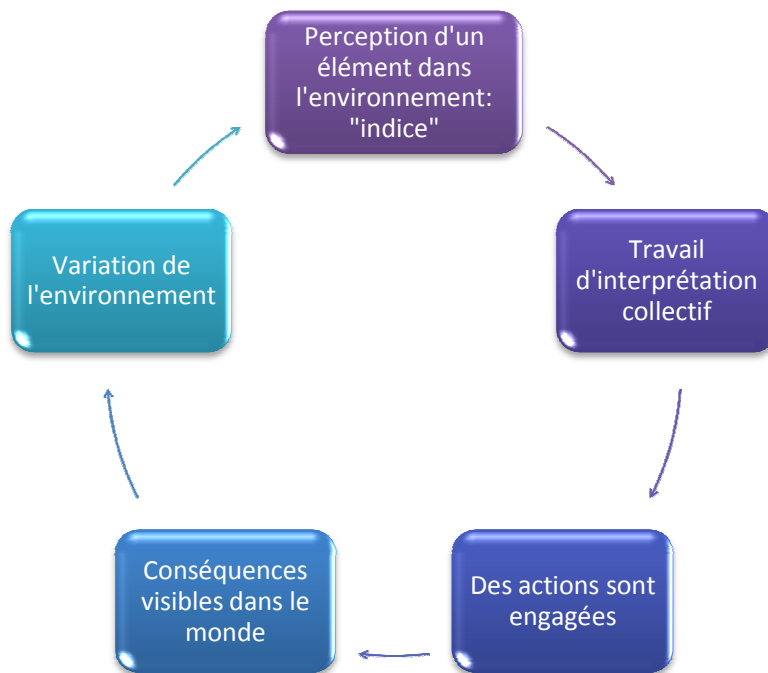 Perception d'un
élément dans
l'environnement:
"indice"
Travail
d'interprétation
collectif
Des actions sont
engagées
Conséquences
visibles dans le
monde
Variation de
l'environnement